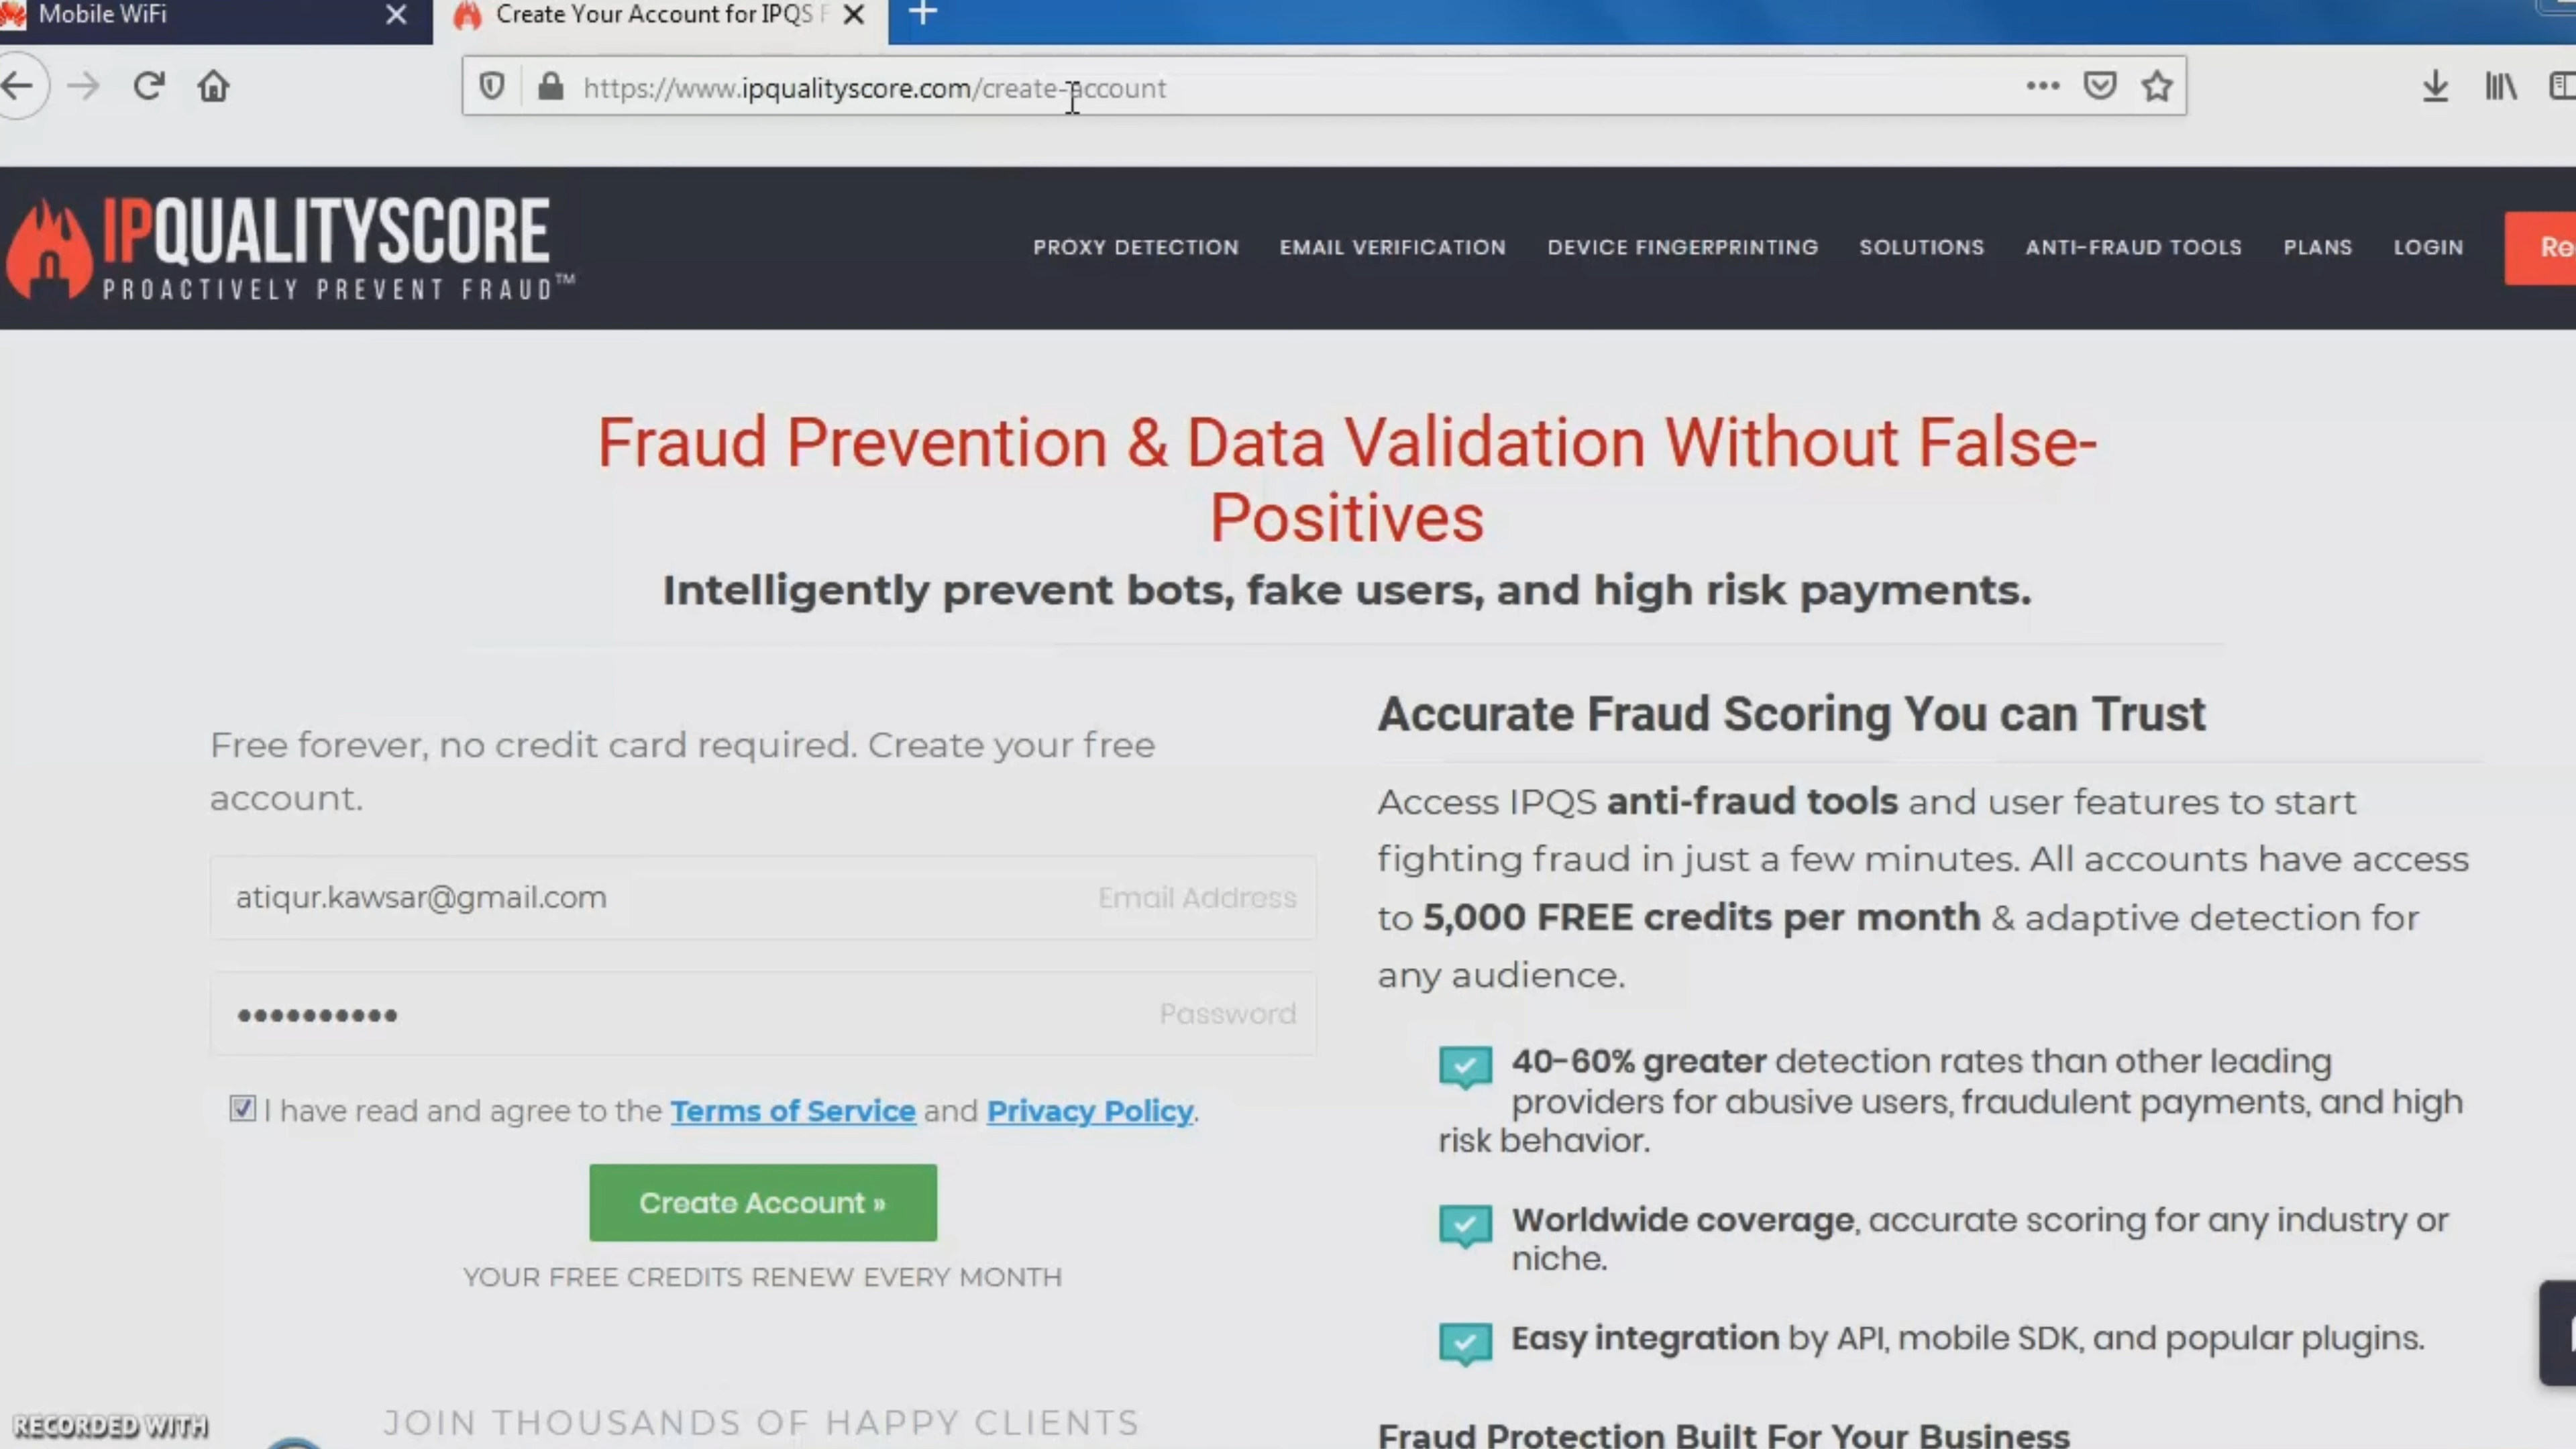 Mobile WiFi
Create Your Account for IPQS F
https://www.ipqualityscore.com/create-account
IPQUALITYSCORE
PROACTIVELY PREVENT FRAUD™
PROXY DETECTION EMAIL VERIFICATION DEVICE FINGERPRINTING SOLUTIONS ANTI-FRAUD TOOLS PLANS LOGIN Re
Fraud Prevention & Data Validation Without False-
Positives
Intelligently prevent bots, fake users, and high risk payments.
Free forever, no credit card required. Create your free
account.
atiqur.kawsar@gmail.com Email Address
•••••••••• Password
I have read and agree to the Terms of Service and Privacy Policy.
Create Account »
YOUR FREE CREDITS RENEW EVERY MONTH
JOIN THOUSANDS OF HAPPY CLIENTS
Accurate Fraud Scoring You can Trust
Access IPQS anti-fraud tools and user features to start
fighting fraud in just a few minutes. All accounts have access
to 5,000 FREE credits per month & adaptive detection for
any audience.
40-60% greater detection rates than other leading
providers for abusive users, fraudulent payments, and high
risk behavior.
Worldwide coverage, accurate scoring for any industry or
niche.
Easy integration by API, mobile SDK, and popular plugins.
Fraud Protection Built For Your Business
RECORDED WITH